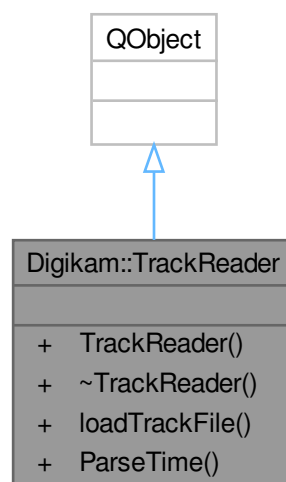 QObject
Digikam::TrackReader
+ TrackReader()
+ ~TrackReader()
+ loadTrackFile()
+ ParseTime()